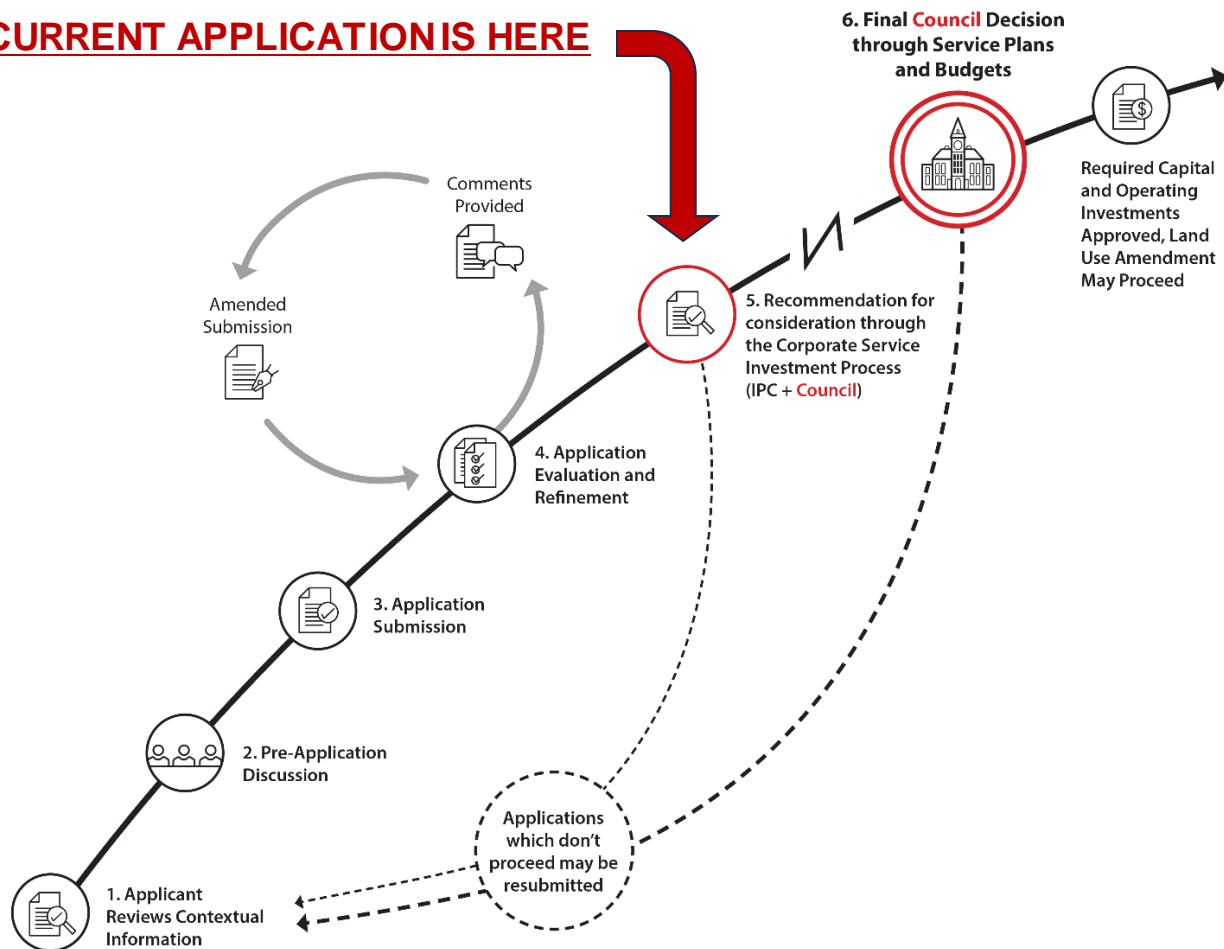 CURRENT APPLICATION IS HERE
6. Final Council Decision
through Service Plans
and Budgets
$
Required Capital
and Operating
Investments
Approved, Land
Use Amendment
May Proceed
Comments
Provided
Amended
Submission
5. Recommendation for
consideration through
the Corporate Service
Investment Process
(IPC + Council)
4. Application
Evaluation and
Refinement
3. Application
Submission
2. Pre-Application
Discussion
Applications
which don't
proceed may be
resubmitted
1. Applicant
Reviews Contextual
Information